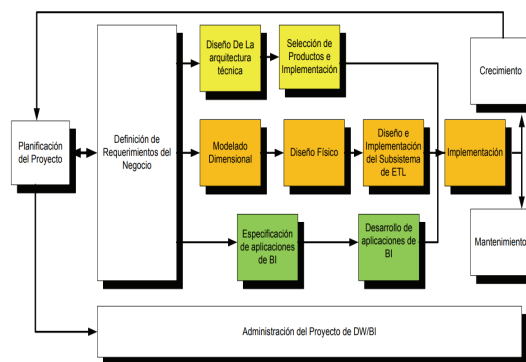 Planificación
del Proyecto
Definición de
Requerimientos del
Negocio
Diseño De La
arquitectura
técnica
Selección de
Productos e
Implementación
Modelado
Dimensional
Diseño Físico
Diseño e
Implementación
del Subsistema
de ETL
Implementación
Especificación
de aplicaciones
de BI
Desarrollo de
aplicaciones de
BI
Crecimiento
Mantenimiento
Administración del Proyecto de DW/BI